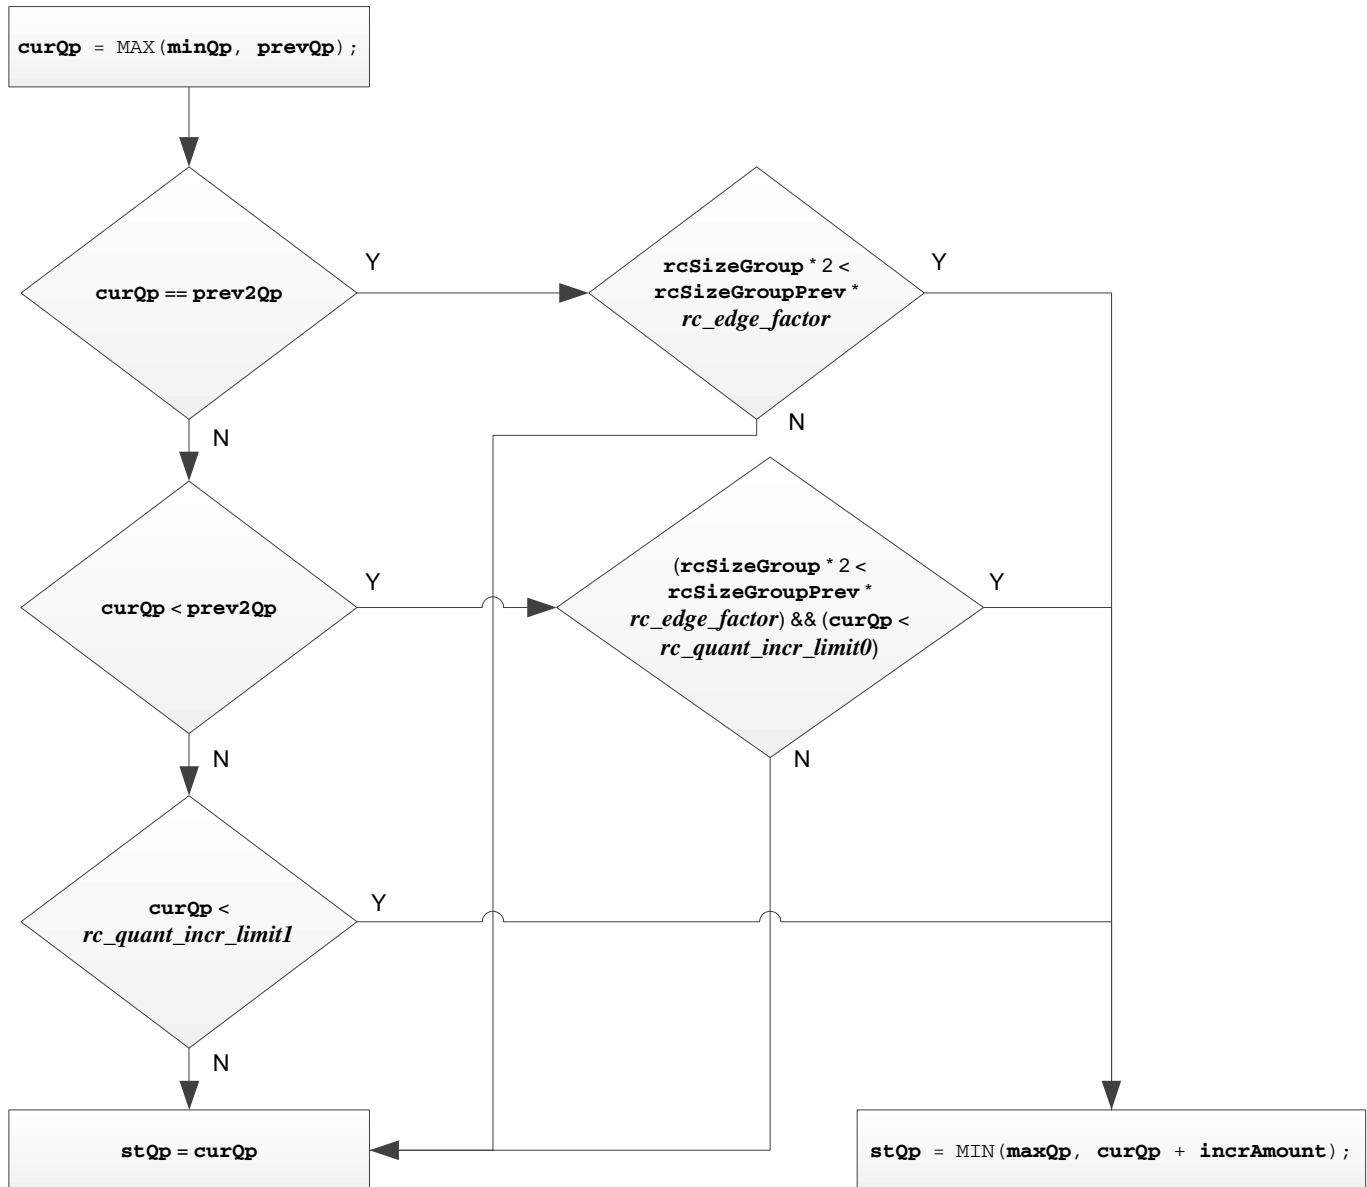 curQp = MAX(minQp, prevQp);
curQp == prev2Qp
Y
rcSizeGroup * 2 <
rcSizeGroupPrev *
rc_edge_factor
Y
N
N
curQp < prev2Qp
Y
(rcSizeGroup * 2 <
rcSizeGroupPrev *
rc_edge_factor) && (curQp <
rc_quant_incr_limit0)
Y
N
N
curQp <
rc_quant_incr_limit1
Y
N
stQp = curQp
stQp = MIN(maxQp, curQp + incrAmount);